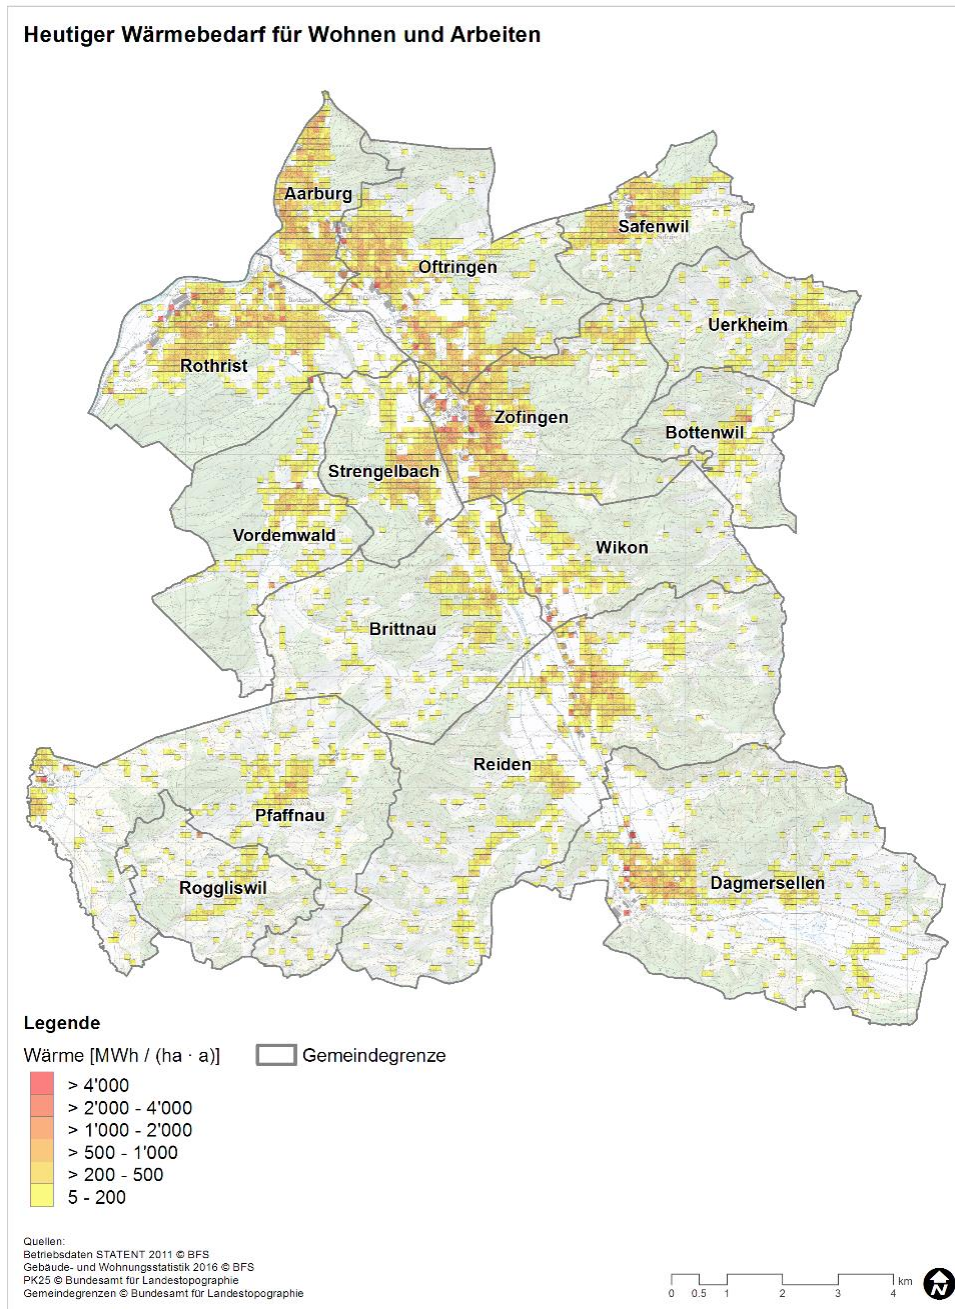 Heutiger Wärmebedarf für Wohnen und Arbeiten
Aarburg
Safenwil
Oftringen
Uerkheim
Rothrist
Zofingen
Bottenwil
Strengelbach
Vordemwald
Wikon
Brittnau
Reiden
Pfaffnau
Roggliswil
Dagmersellen
Legende
Wärme [MWh / (ha · a)]
Gemeindegrenze
> 4'000
> 2'000 - 4'000
> 1'000 - 2'000
> 500 - 1'000
> 200 - 500
5 - 200
Quellen:
Betriebsdaten STATENT 2011 © BFS
Gebäude- und Wohnungsstatistik 2016 © BFS
PK25 © Bundesamt für Landestopographie
Gemeindegrenzen © Bundesamt für Landestopographie
km
0 0.5 1 2 3 4
N